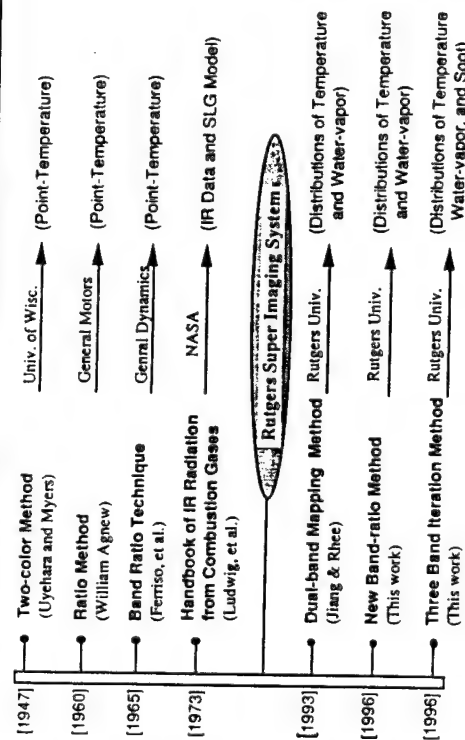 [1947]
Two-color Method
(Uyehara and Myers)
Univ. of Wisc.
(Point-Temperature)
[1960]
Ratio Method
(William Agnew)
General Motors
(Point-Temperature)
[1965]
Band Ratio Technique
(Ferriso, et al.)
Genral Dynamics
(Point-Temperature)
[1973]
Handbook of IR Radiation
from Combustion Gases
(Ludwig, et al.)
NASA
(IR Data and SLG Model)
Rutgers Super Imaging System
[1993]
Dual-band Mapping Method
(Jiang & Rhee)
Rutgers Univ.
(Distributions of Temperature
and Water-vapor)
[1996]
New Band-ratio Method
(This work)
Rutgers Univ.
(Distributions of Temperature
and Water-vapor)
[1996]
Three Band Iteration Method
(This work)
Rutgers Univ.
(Distributions of Temperature
Water-vapor, and Soot)